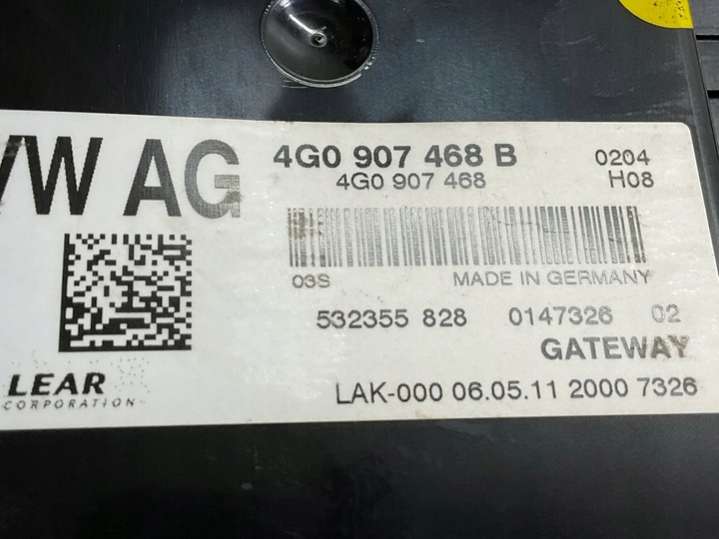 VW AG
4G0 907 468 B 0204
4G0 907 468 H08
03S MADE IN GERMANY
532355 828 0147326 02
GATEWAY
LEAR
CORPORATION
LAK-000 06.05.11 2000 7326